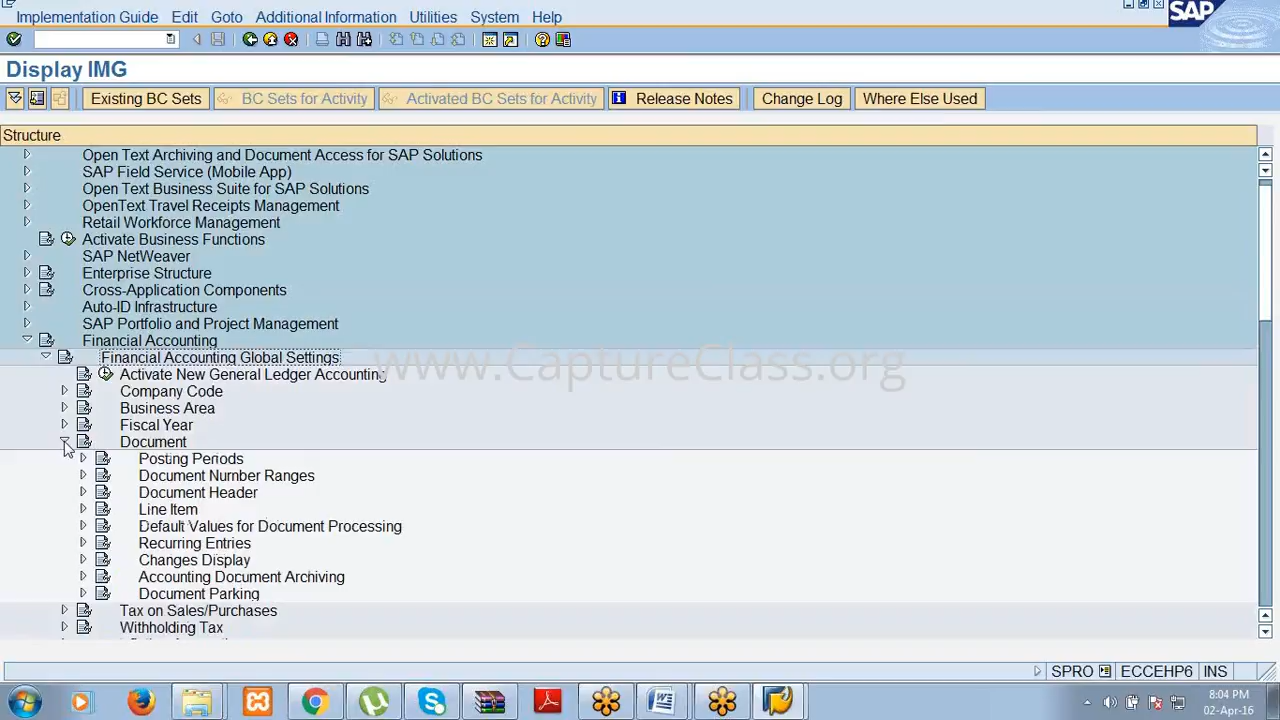 Implementation Guide Edit Goto Additional Information Utilities System Help
SAP
Display IMG
Existing BC Sets BC Sets for Activity Activated BC Sets for Activity Release Notes Change Log Where Else Used
Structure
Open Text Archiving and Document Access for SAP Solutions
SAP Field Service (Mobile App)
Open Text Business Suite for SAP Solutions
OpenText Travel Receipts Management
Retail Workforce Management
Activate Business Functions
SAP NetWeaver
Enterprise Structure
Cross-Application Components
Auto-ID Infrastructure
SAP Portfolio and Project Management
Financial Accounting
Financial Accounting Global Settings
www.CaptureClass.org
Activate New General Ledger Accounting
Company Code
Business Area
Fiscal Year
Document
Posting Periods
Document Number Ranges
Document Header
Line Item
Default Values for Document Processing
Recurring Entries
Changes Display
Accounting Document Archiving
Document Parking
Tax on Sales/Purchases
Withholding Tax
SPRO ECCEHP6 INS
8:04 PM
02-Apr-16